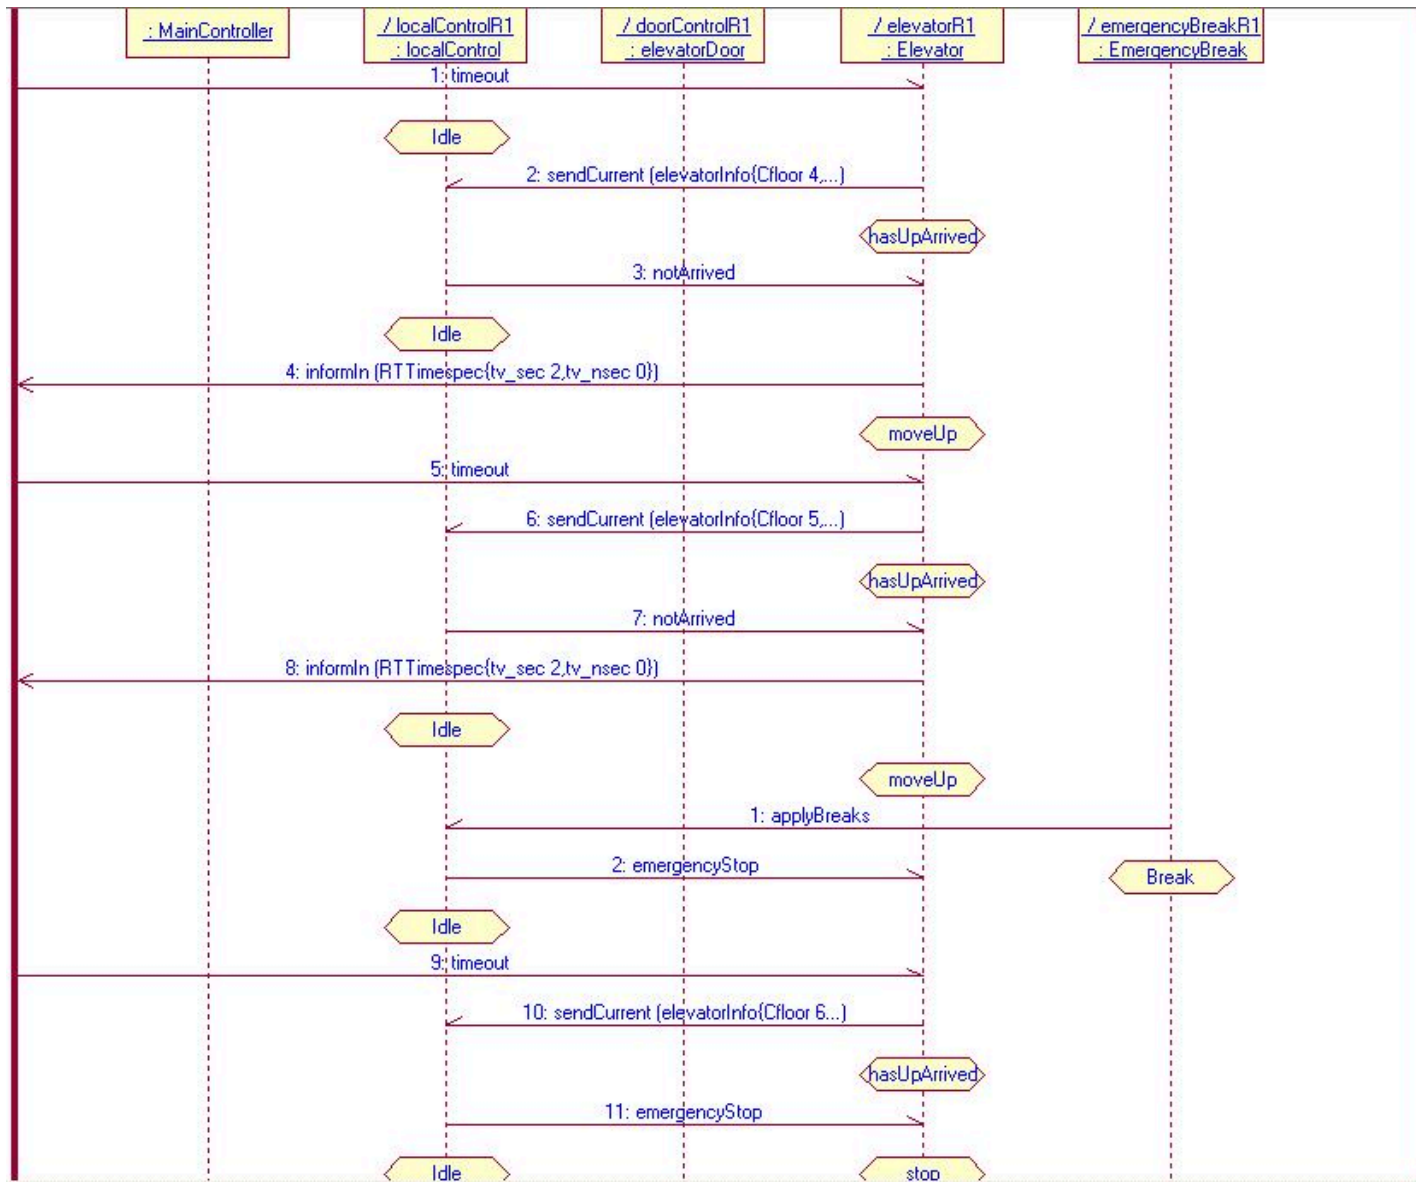 : MainController
/ localControlR1
: localControl
/ doorControlR1
: elevatorDoor
/ elevatorR1
: Elevator
/ emergencyBreakR1
: EmergencyBreak
1: timeout
Idle
2: sendCurrent (elevatorInfo{Cfloor 4,...)
hasUpArrived
3: notArrived
Idle
4: informIn (RTTimespec{tv_sec 2,tv_nsec 0})
moveUp
5: timeout
6: sendCurrent (elevatorInfo{Cfloor 5,...)
hasUpArrived
7: notArrived
8: informIn (RTTimespec{tv_sec 2,tv_nsec 0})
Idle
moveUp
1: applyBreaks
2: emergencyStop
Break
Idle
9: timeout
10: sendCurrent (elevatorInfo{Cfloor 6...)
hasUpArrived
11: emergencyStop
Idle
stop